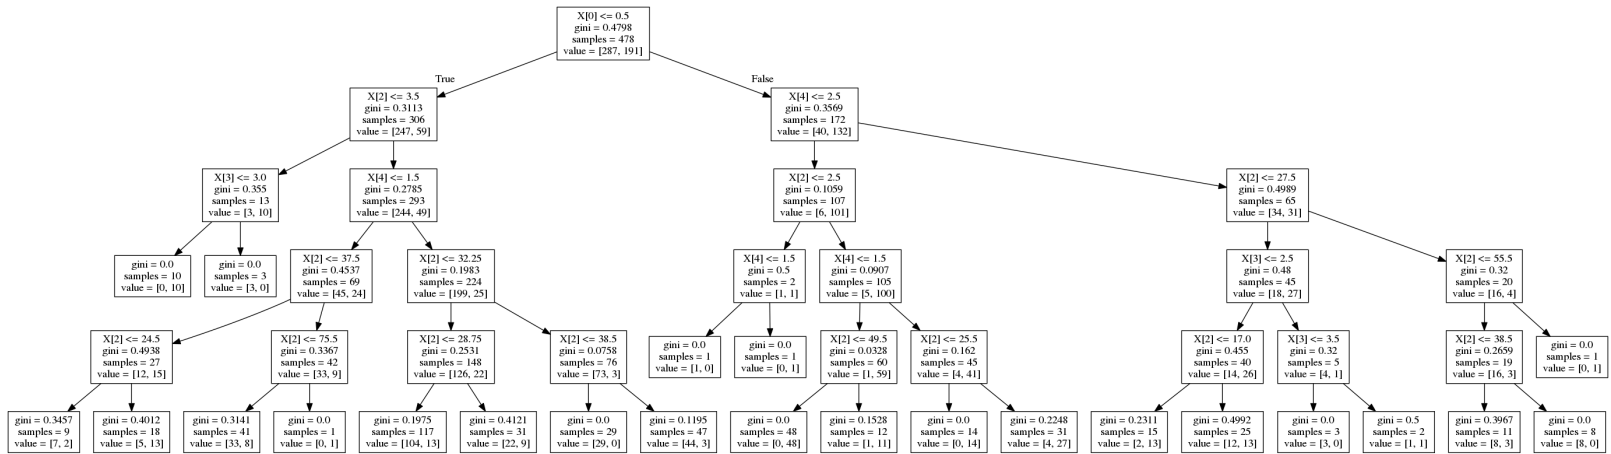 X[0] <= 0.5
gini = 0.4798
samples = 478
value = [287, 191]
True
False
X[2] <= 3.5
gini = 0.3113
samples = 306
value = [247, 59]
X[4] <= 2.5
gini = 0.3569
samples = 172
value = [40, 132]
X[3] <= 3.0
gini = 0.355
samples = 13
value = [3, 10]
X[4] <= 1.5
gini = 0.2785
samples = 293
value = [244, 49]
X[2] <= 2.5
gini = 0.1059
samples = 107
value = [6, 101]
X[2] <= 27.5
gini = 0.4989
samples = 65
value = [34, 31]
gini = 0.0
samples = 10
value = [0, 10]
gini = 0.0
samples = 3
value = [3, 0]
X[2] <= 37.5
gini = 0.4537
samples = 69
value = [45, 24]
X[2] <= 32.25
gini = 0.1983
samples = 224
value = [199, 25]
X[4] <= 1.5
gini = 0.5
samples = 2
value = [1, 1]
X[4] <= 1.5
gini = 0.0907
samples = 105
value = [5, 100]
X[3] <= 2.5
gini = 0.48
samples = 45
value = [18, 27]
X[2] <= 55.5
gini = 0.32
samples = 20
value = [16, 4]
X[2] <= 24.5
gini = 0.4938
samples = 27
value = [12, 15]
X[2] <= 75.5
gini = 0.3367
samples = 42
value = [33, 9]
X[2] <= 28.75
gini = 0.2531
samples = 148
value = [126, 22]
X[2] <= 38.5
gini = 0.0758
samples = 76
value = [73, 3]
gini = 0.0
samples = 1
value = [1, 0]
gini = 0.0
samples = 1
value = [0, 1]
X[2] <= 49.5
gini = 0.0328
samples = 60
value = [1, 59]
X[2] <= 25.5
gini = 0.162
samples = 45
value = [4, 41]
X[2] <= 17.0
gini = 0.455
samples = 40
value = [14, 26]
X[3] <= 3.5
gini = 0.32
samples = 5
value = [4, 1]
X[2] <= 38.5
gini = 0.2659
samples = 19
value = [16, 3]
gini = 0.0
samples = 1
value = [0, 1]
gini = 0.3457
samples = 9
value = [7, 2]
gini = 0.4012
samples = 18
value = [5, 13]
gini = 0.3141
samples = 41
value = [33, 8]
gini = 0.0
samples = 1
value = [0, 1]
gini = 0.1975
samples = 117
value = [104, 13]
gini = 0.4121
samples = 31
value = [22, 9]
gini = 0.0
samples = 29
value = [29, 0]
gini = 0.1195
samples = 47
value = [44, 3]
gini = 0.0
samples = 48
value = [0, 48]
gini = 0.1528
samples = 12
value = [1, 11]
gini = 0.0
samples = 14
value = [0, 14]
gini = 0.2248
samples = 31
value = [4, 27]
gini = 0.2311
samples = 15
value = [2, 13]
gini = 0.4992
samples = 25
value = [12, 13]
gini = 0.0
samples = 3
value = [3, 0]
gini = 0.5
samples = 2
value = [1, 1]
gini = 0.3967
samples = 11
value = [8, 3]
gini = 0.0
samples = 8
value = [8, 0]